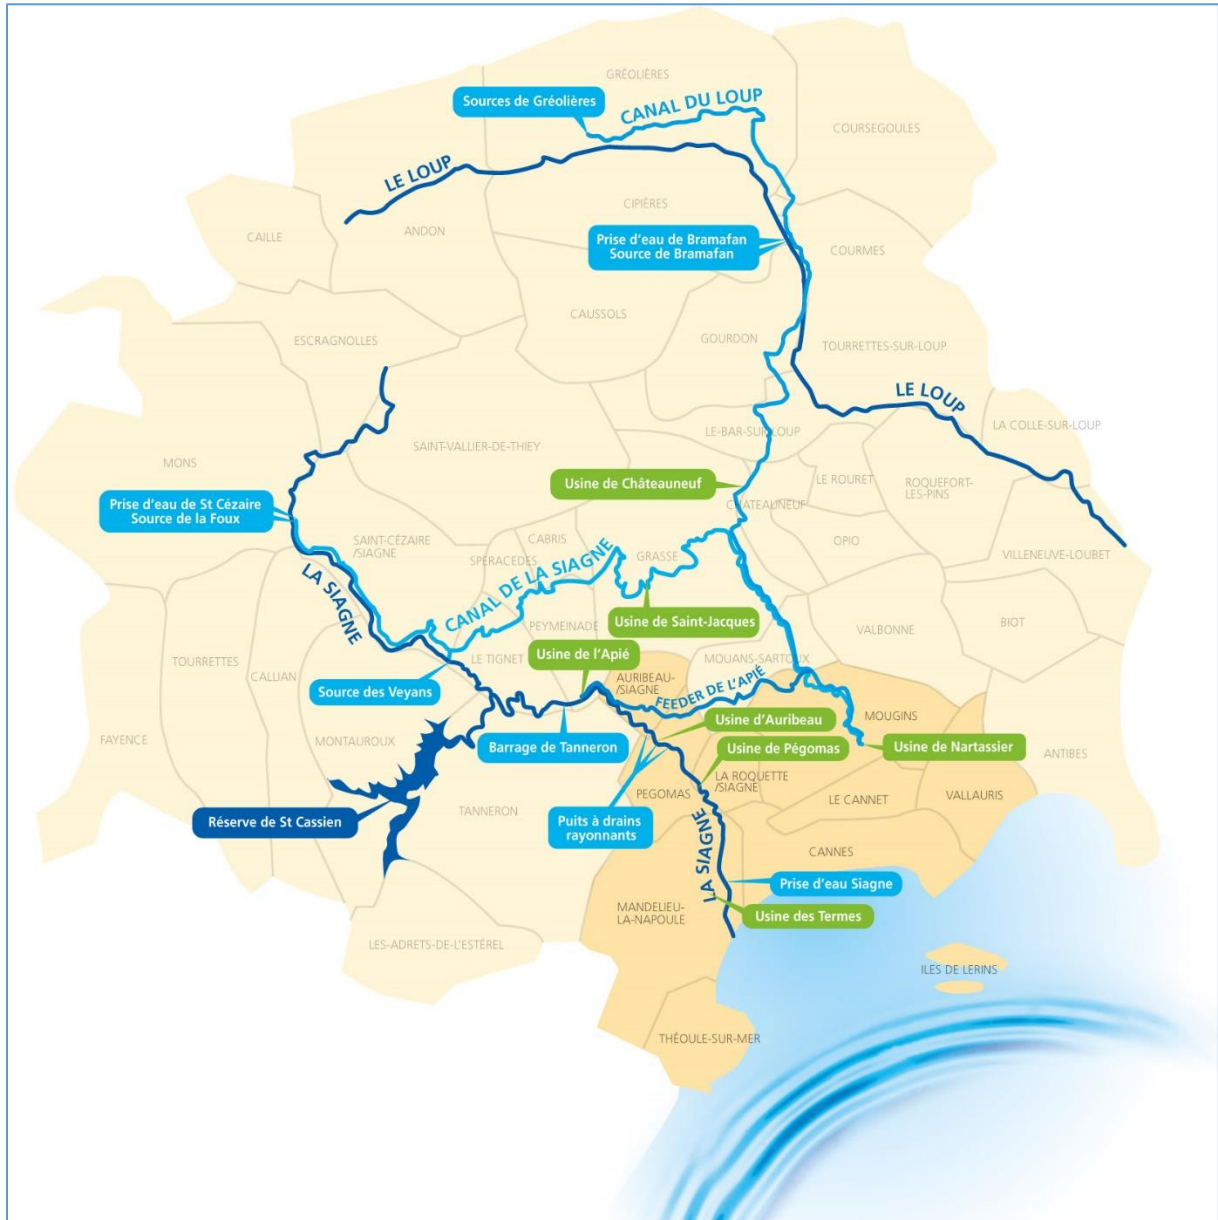 GRÉOLIÈRES
Sources de Gréolières
CANAL DU LOUP
COURSEGOULES
LE LOUP
CIPIÈRES
CAILLE
ANDON
Prise d'eau de Bramafan
Source de Bramafan
COURMES
CAUSSOLS
ESCRAGNOLLES
GOURDON
TOURRETTES-SUR-LOUP
LE LOUP
LA COLLE-SUR-LOUP
LE-BAR-SUR-LOUP
SAINT-VALLIER-DE-THIEY
MONS
LE ROURET
ROQUEFORT-
LES-PINS
Usine de Châteauneuf
CHATEAUNEUF
Prise d'eau de St Cézaire
Source de la Foux
SAINT-CÉZAIRE
/SIAGNE
CABRIS
SPERACEDES
GRASSE
OPIO
VILLENEUVE-LOUBET
LA SIAGNE
CANAL DE LA SIAGNE
Usine de Saint-Jacques
PEYMEINADE
VALBONNE
BIOT
Usine de l'Apié
LE TIGNET
MOUANS-SARTOUX
TOURRETTES
CALLIAN
AURIBEAU-
/SIAGNE
FEEDER DE L'APIÉ
Source des Veyans
MOUGINS
Usine d'Auribeau
FAYENCE
MONTAUROUX
Barrage de Tanneron
Usine de Pégomas
Usine de Nartassier
ANTIBES
LA ROQUETTE
/SIAGNE
PEGOMAS
LE CANNET
VALLAURIS
TANNERON
Réserve de St Cassien
Puits à drains
rayonnants
LA SIAGNE
CANNES
Prise d'eau Siagne
MANDELIEU-
LA-NAPOULE
Usine des Termes
LES-ADRETS-DE-L'ESTÉREL
ILES DE LERINS
THÉOULE-SUR-MER